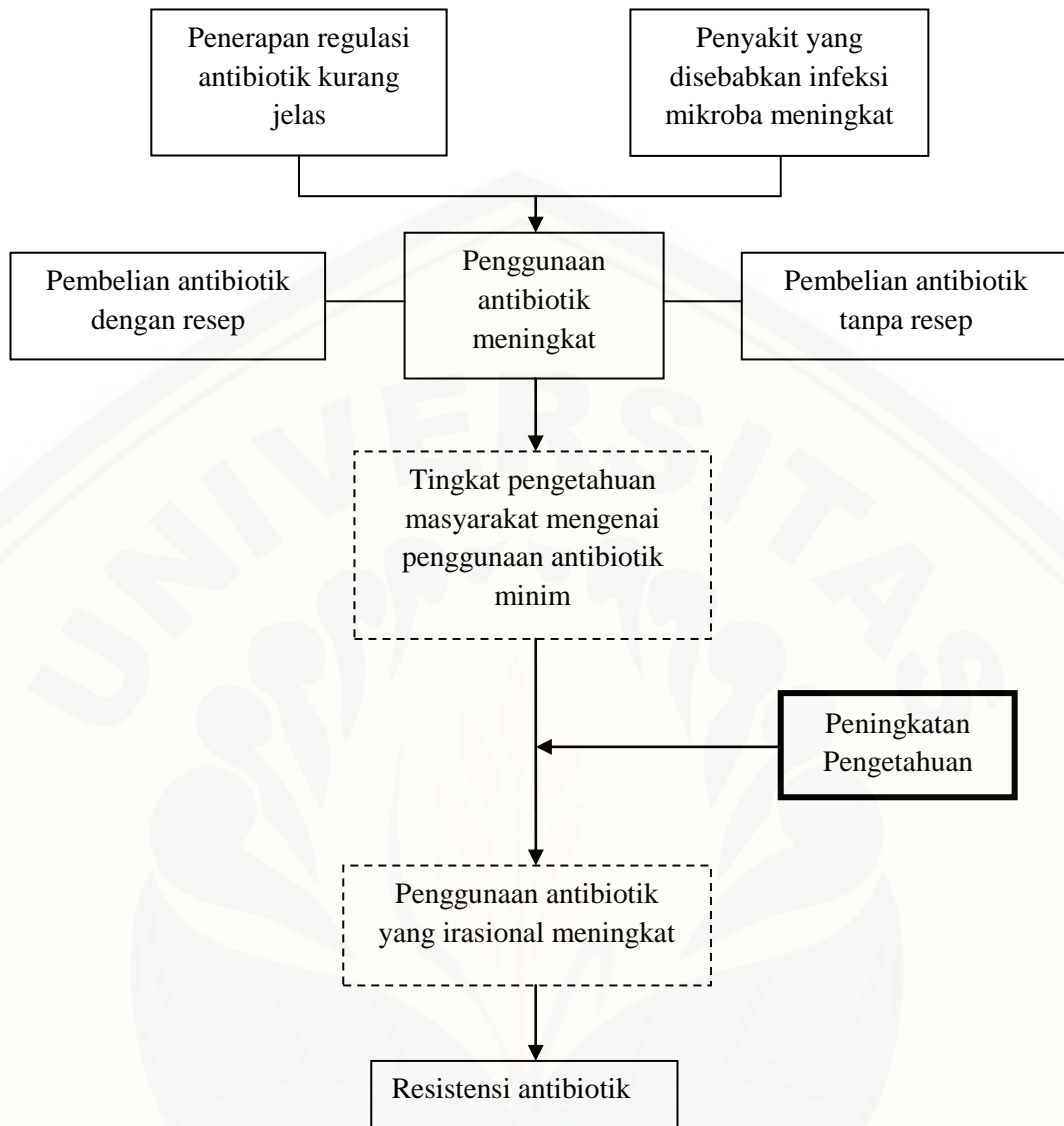 Penerapan regulasi
antibiotik kurang
jelas
Penyakit yang
disebabkan infeksi
mikroba meningkat
Pembelian antibiotik
dengan resep
Penggunaan
antibiotik
meningkat
Pembelian antibiotik
tanpa resep
Tingkat pengetahuan
masyarakat mengenai
penggunaan antibiotik
minim
Peningkatan
Pengetahuan
Penggunaan antibiotik
yang irasional meningkat
Resistensi antibiotik
UNIVERSITAS